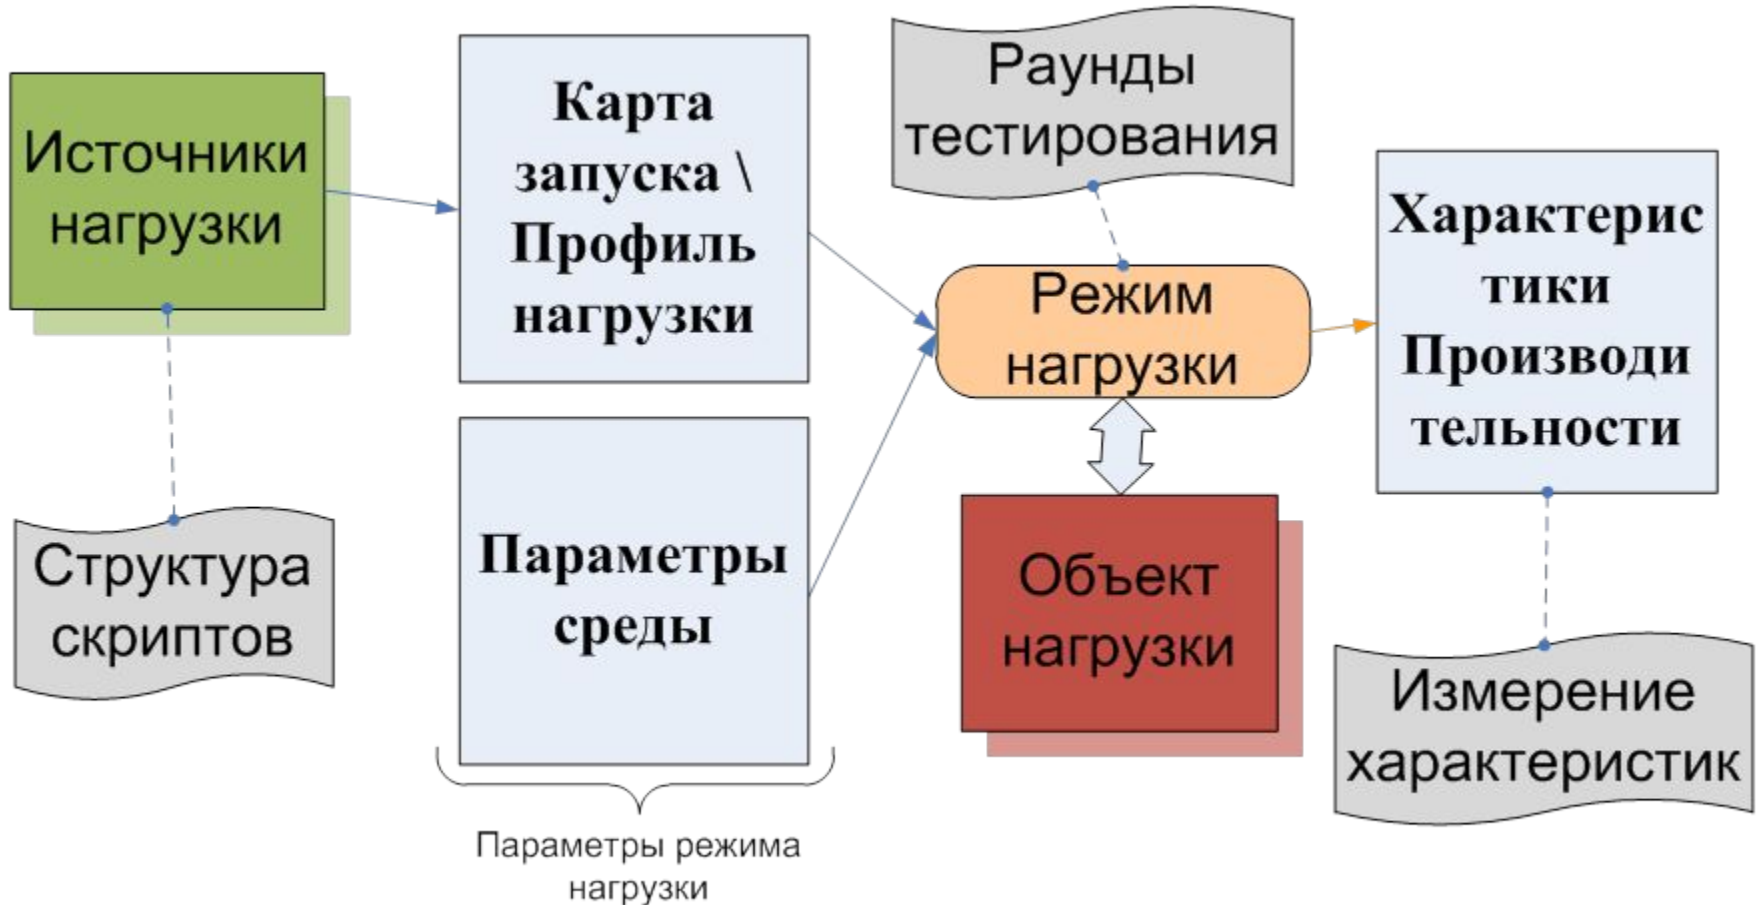 Источники
нагрузки
Структура
скриптов
Карта
запуска \
Профиль
нагрузки
Параметры
среды
Параметры режима
нагрузки
Раунды
тестирования
Режим
нагрузки
Объект
нагрузки
Характерис
тики
Производи
тельности
Измерение
характеристик